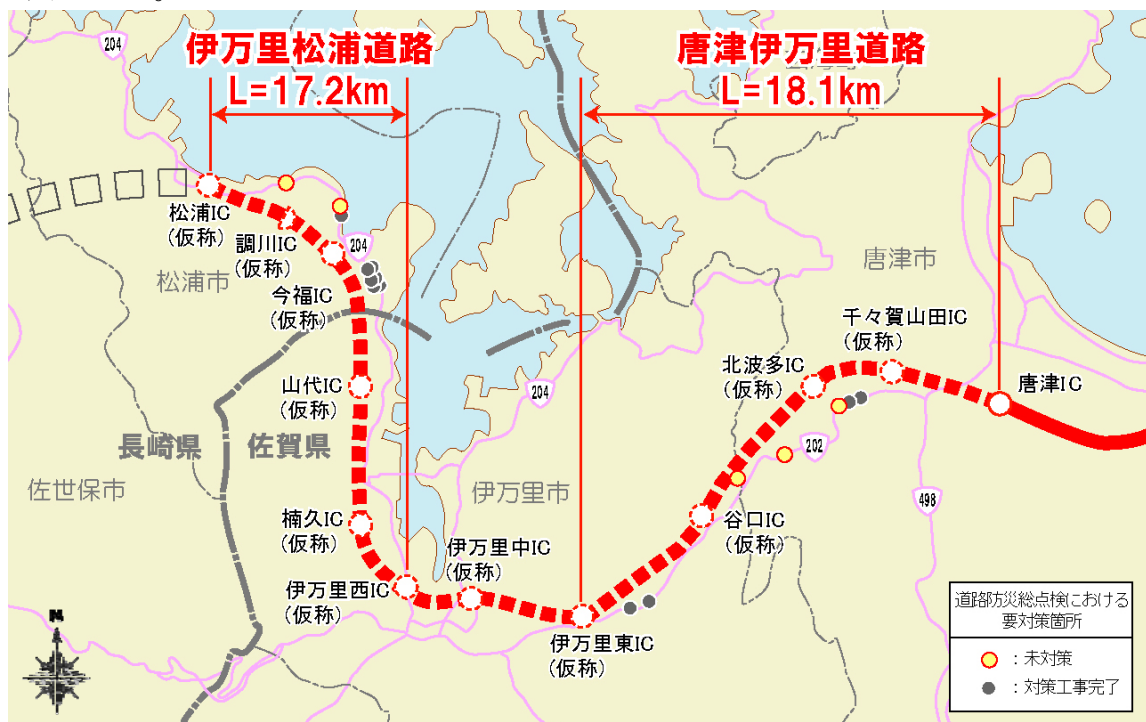 204
伊万里松浦道路
L=17.2km
唐津伊万里道路
L=18.1km
松浦IC
(仮称)
調川IC
(仮称)
204
松浦市
今福IC
(仮称)
唐津市
千々賀山田IC
(仮称)
北波多IC
(仮称)
山代IC
(仮称)
204
唐津IC
長崎県
佐賀県
202
佐世保市
伊万里市
498
楠久IC
(仮称)
谷口IC
(仮称)
伊万里中IC
(仮称)
伊万里西IC
(仮称)
伊万里東IC
(仮称)
道路防災総点検における
要対策箇所
:未対策
:対策工事完了
N